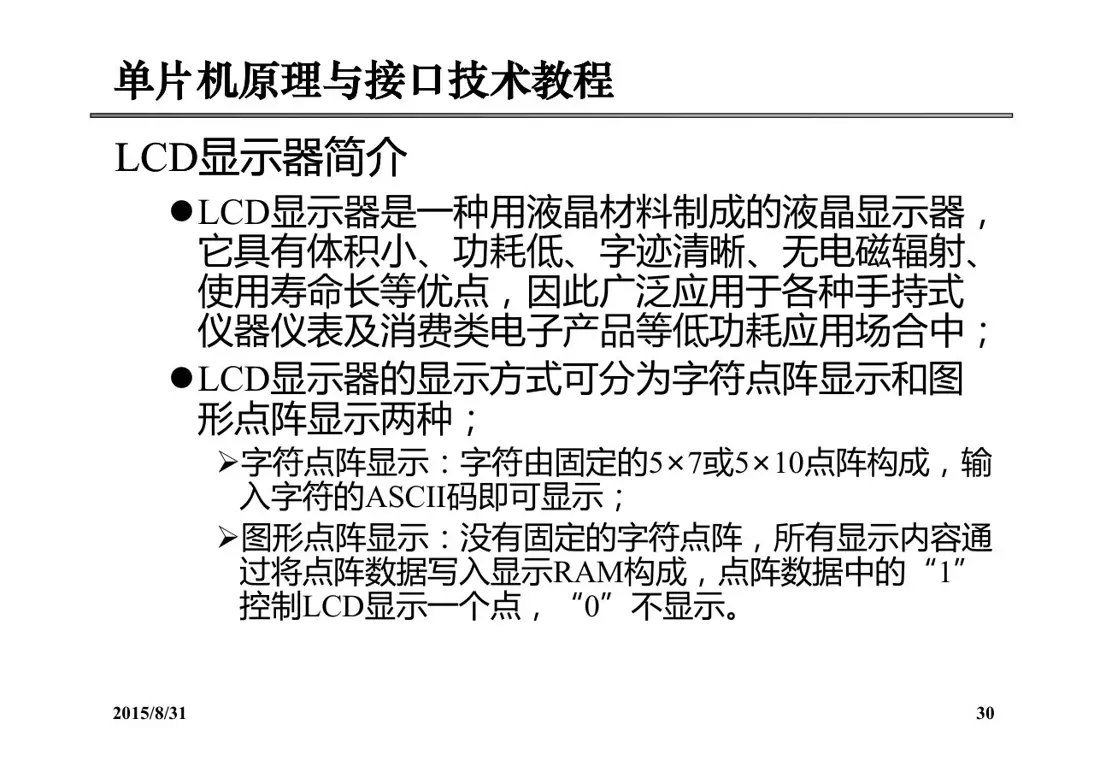 单片机原理与接口技术教程
LCD显示器简介
●LCD显示器是一种用液晶材料制成的液晶显示器，
它具有体积小、功耗低、字迹清晰、无电磁辐射、
使用寿命长等优点，因此广泛应用于各种手持式
仪器仪表及消费类电子产品等低功耗应用场合中；
●LCD显示器的显示方式可分为字符点阵显示和图
形点阵显示两种；
➢字符点阵显示：字符由固定的5×7或5×10点阵构成，输
入字符的ASCII码即可显示；
➢图形点阵显示：没有固定的字符点阵，所有显示内容通
过将点阵数据写入显示RAM构成，点阵数据中的“1”
控制LCD显示一个点，“0”不显示。
2015/8/31
30